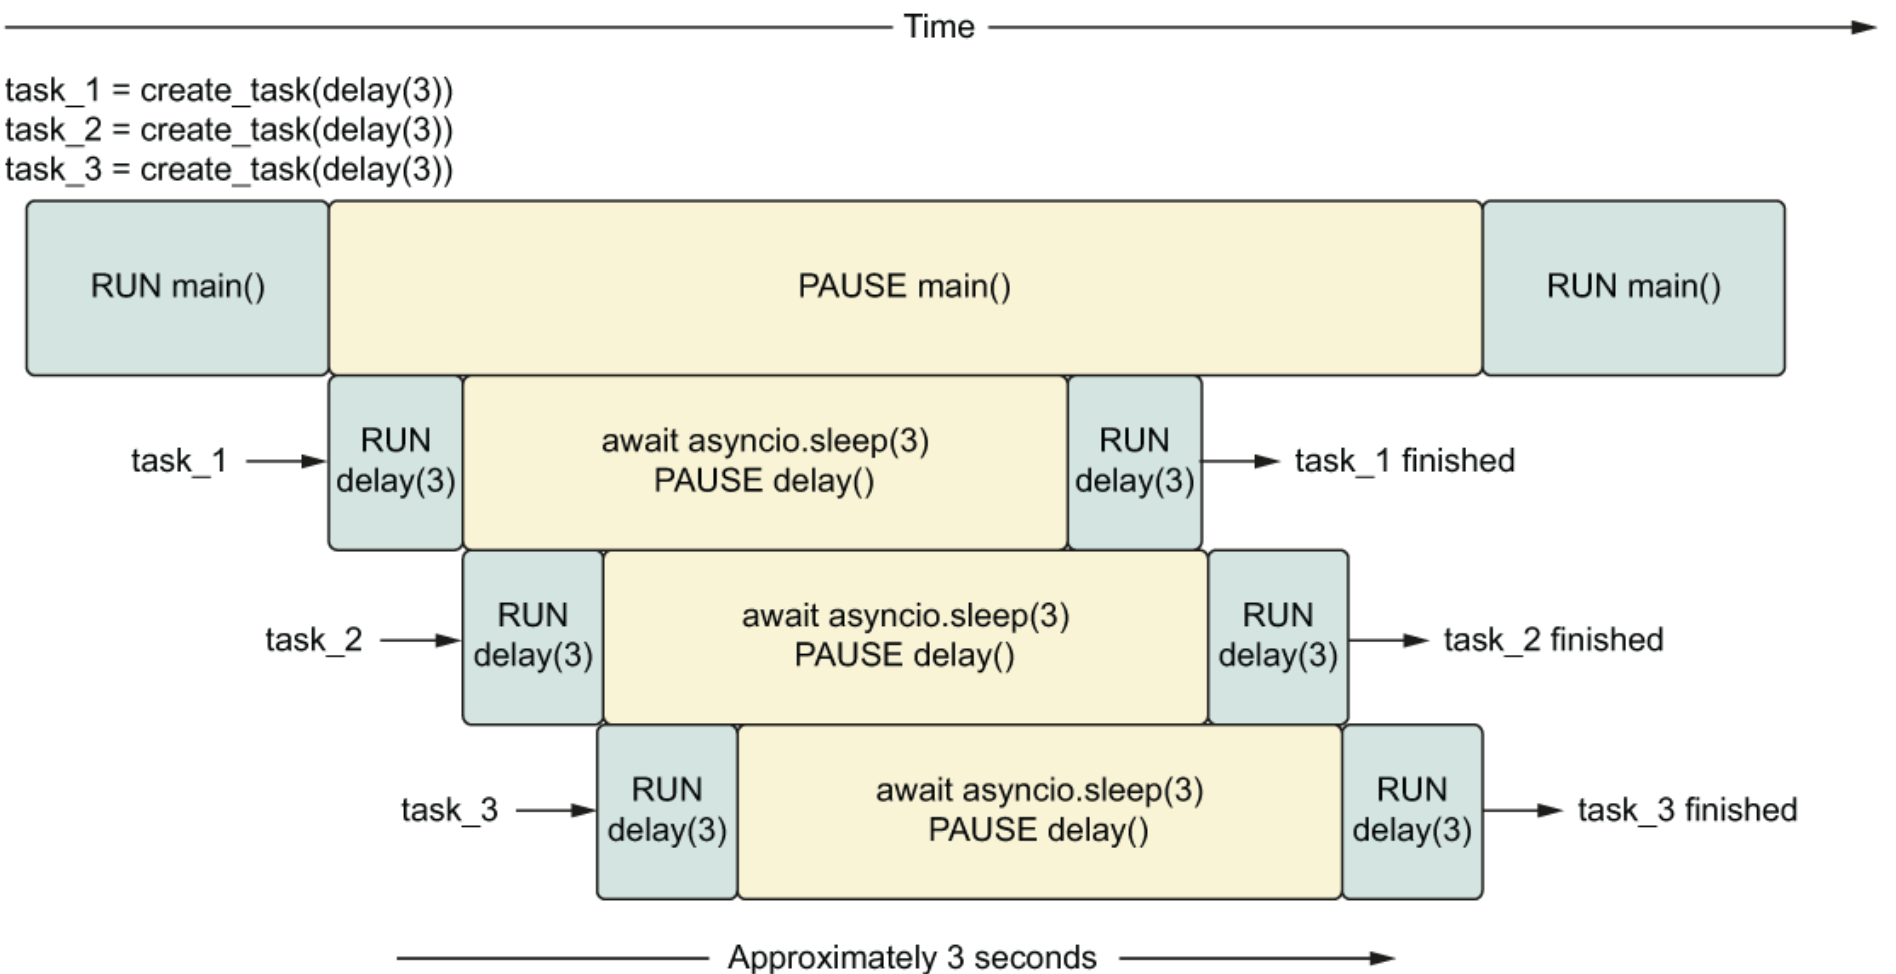 Time
task_1 = create_task(delay(3))
task_2 = create_task(delay(3))
task_3 = create_task(delay(3))
RUN main()
PAUSE main()
RUN main()
task_1
RUN
delay(3)
await asyncio.sleep(3)
PAUSE delay()
RUN
delay(3)
task_1 finished
task_2
RUN
delay(3)
await asyncio.sleep(3)
PAUSE delay()
RUN
delay(3)
task_2 finished
task_3
RUN
delay(3)
await asyncio.sleep(3)
PAUSE delay()
RUN
delay(3)
task_3 finished
Approximately 3 seconds